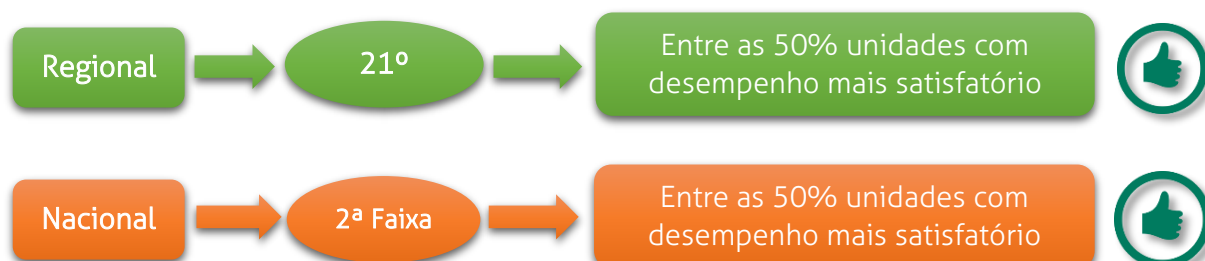 Regional
21º
Entre as 50% unidades com
desempenho mais satisfatório
Nacional
2ª Faixa
Entre as 50% unidades com
desempenho mais satisfatório